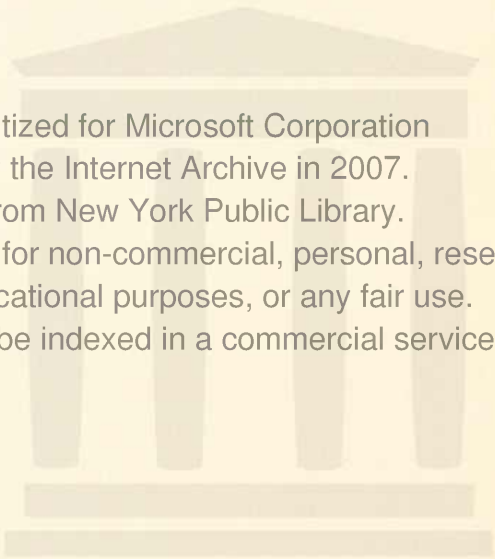 tized for Microsoft Corporation
the Internet Archive in 2007.
rom New York Public Library.
for non-commercial, personal, rese
cational purposes, or any fair use.
be indexed in a commercial service